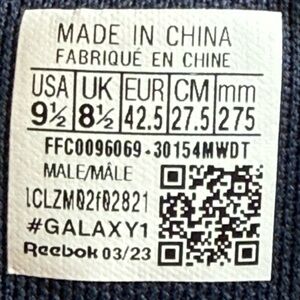 MADE IN CHINA
FABRIQUÉ EN CHINE
USA UK EUR CM mm
9½ 8½ 42.5 27.5 275
FFC0096069-30154MWDT
MALE/MÂLE
1CLZM02f02821
#GALAXY1
Reebok 03/23